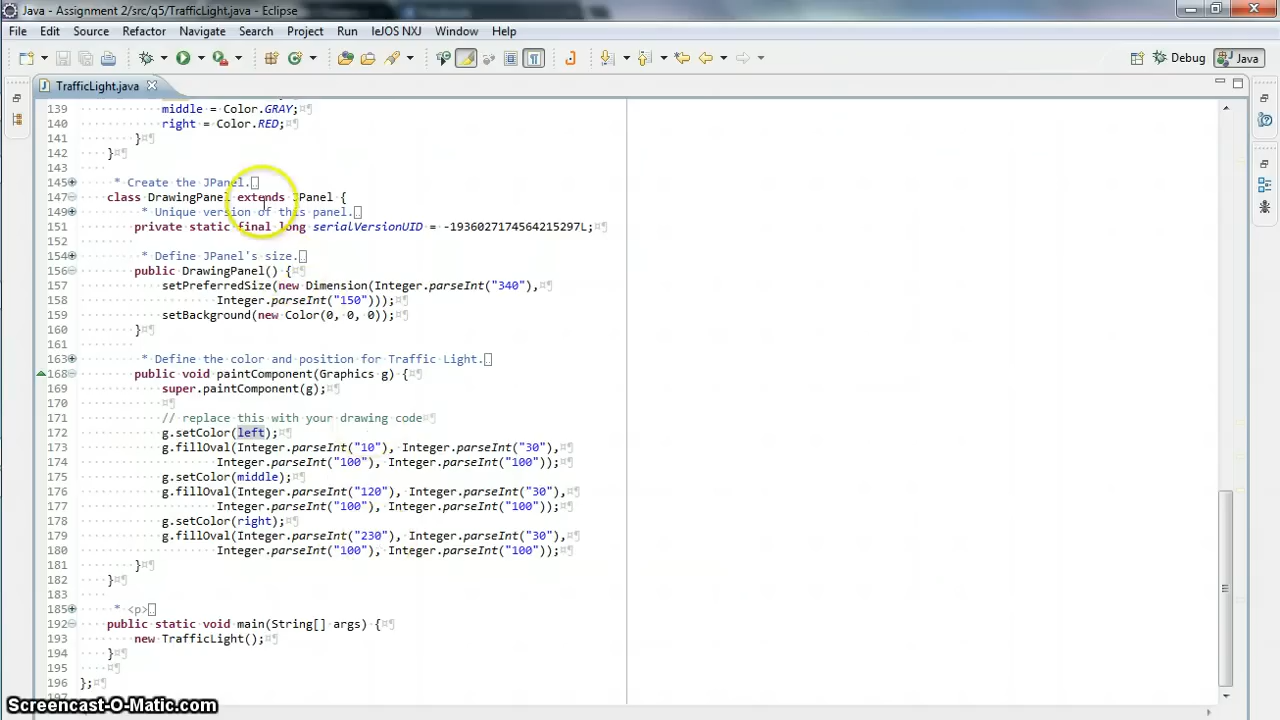 Java - Assignment 2/src/q5/TrafficLight.java - Eclipse
File Edit Source Refactor Navigate Search Project Run leJOS NXJ Window Help
Debug Java
TrafficLight.java
139 middle = Color.GRAY;
140 right = Color.RED;
141 }
142 }
143
145 * Create the JPanel.
147 class DrawingPanel extends JPanel {
149 * Unique version of this panel.
151 private static final long serialVersionUID = -1936027174564215297L;
152
154 * Define JPanel's size.
156 public DrawingPanel() {
157 setPreferredSize(new Dimension(Integer.parseInt("340"),
158 Integer.parseInt("150")));
159 setBackground(new Color(0, 0, 0));
160 }
161
163 * Define the color and position for Traffic Light.
168 public void paintComponent(Graphics g) {
169 super.paintComponent(g);
170
171 // replace this with your drawing code
172 g.setColor(left);
173 g.fillOval(Integer.parseInt("10"), Integer.parseInt("30"),
174 Integer.parseInt("100"), Integer.parseInt("100"));
175 g.setColor(middle);
176 g.fillOval(Integer.parseInt("120"), Integer.parseInt("30"),
177 Integer.parseInt("100"), Integer.parseInt("100"));
178 g.setColor(right);
179 g.fillOval(Integer.parseInt("230"), Integer.parseInt("30"),
180 Integer.parseInt("100"), Integer.parseInt("100"));
181 }
182 }
183
185 * <p>
192 public static void main(String[] args) {
193 new TrafficLight();
194 }
195
196 };
Screencast-O-Matic.com